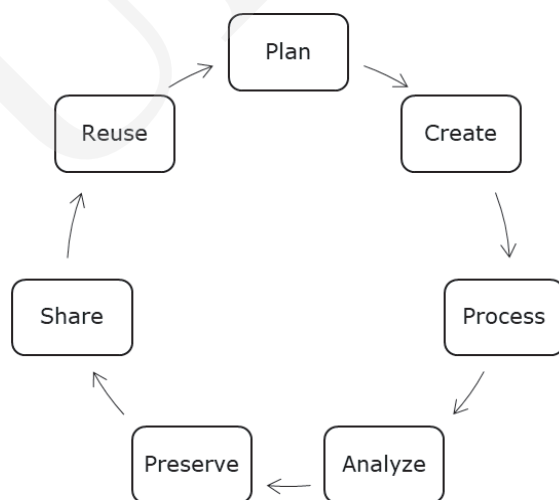 Plan
Create
Process
Analyze
Preserve
Share
Reuse